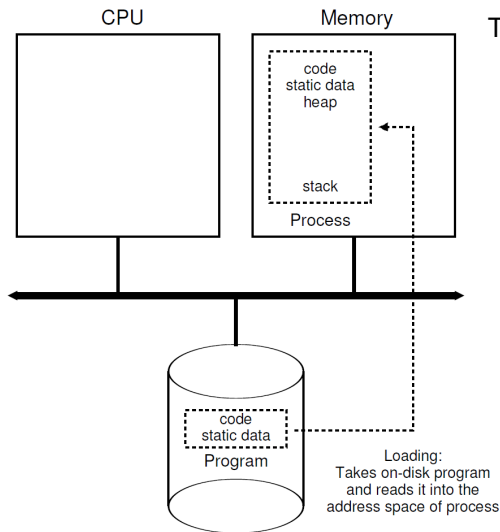 CPU
Memory
T
code
static data
heap
stack
Process
code
static data
Program
Loading:
Takes on-disk program
and reads it into the
address space of process